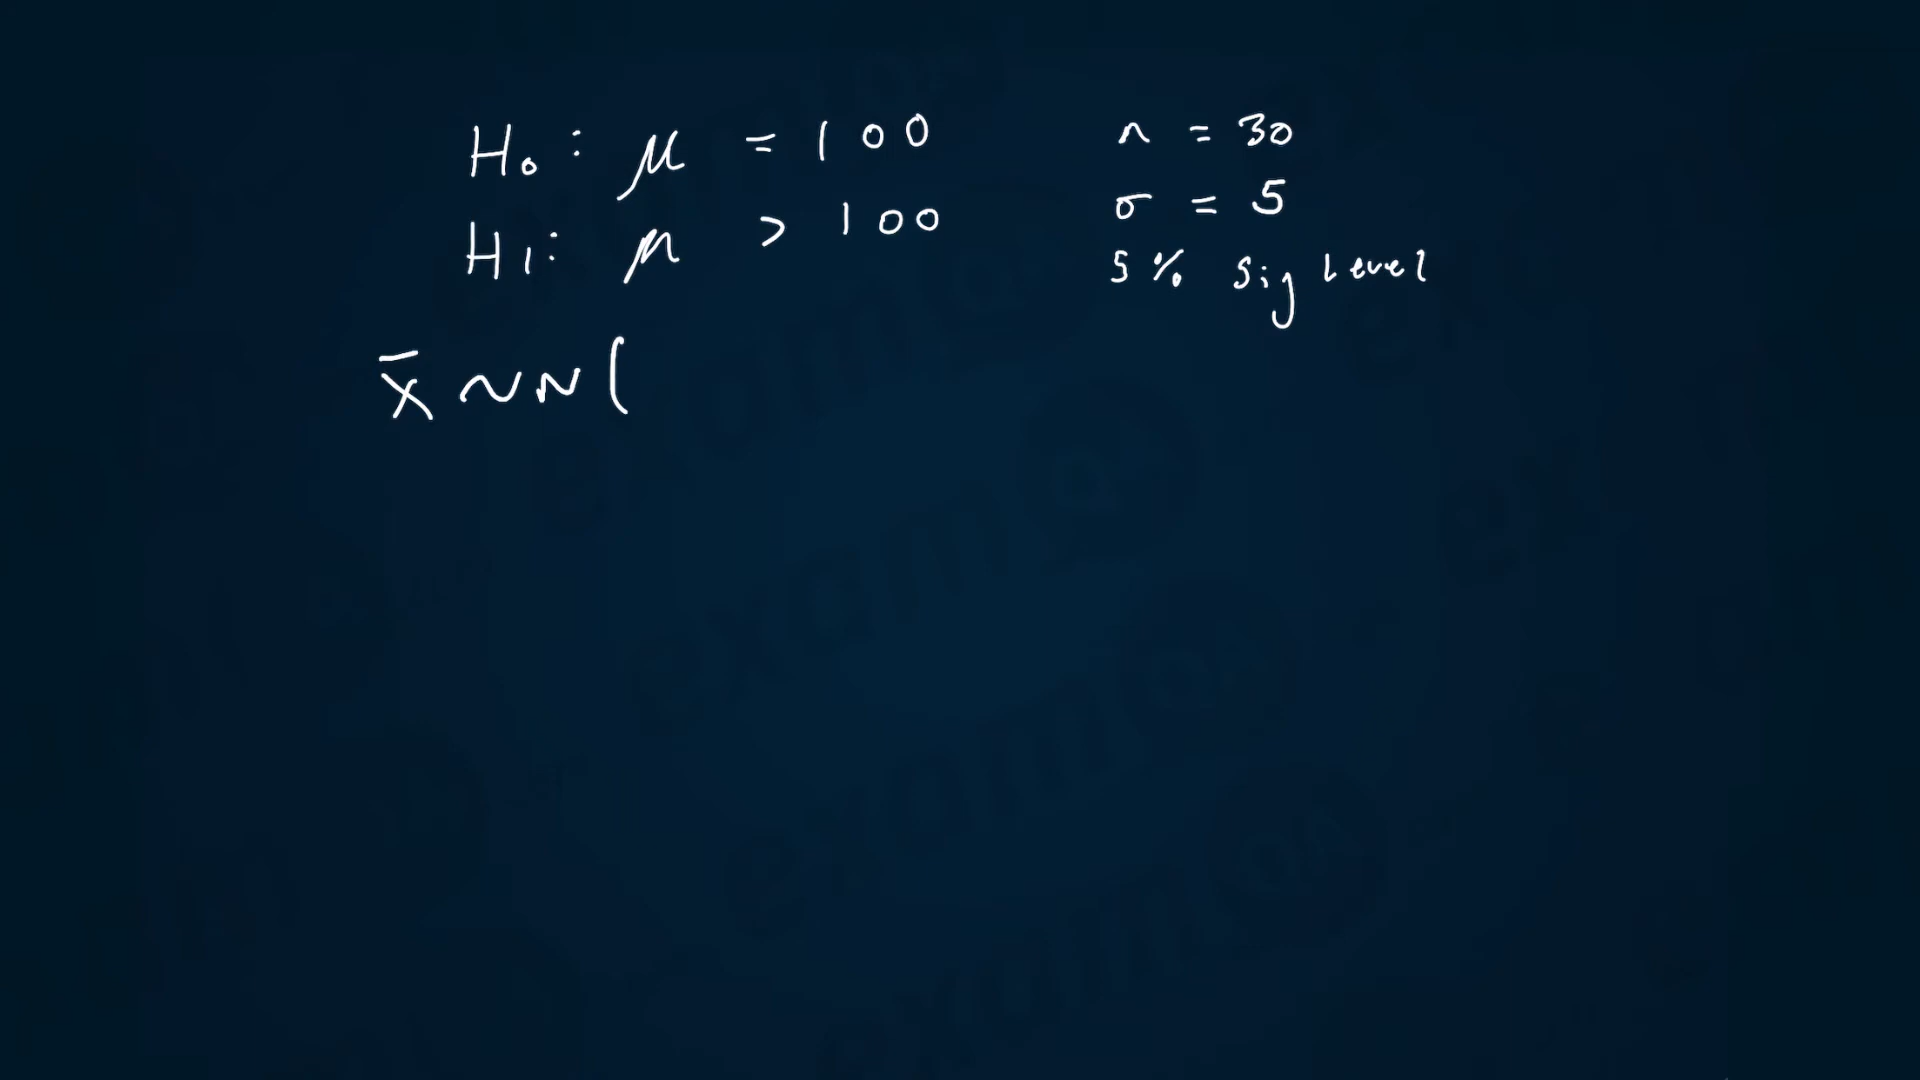 H₀: μ = 100
n = 30
H₁: μ > 100
σ = 5
5% Sig Level
x̄ ~ N (